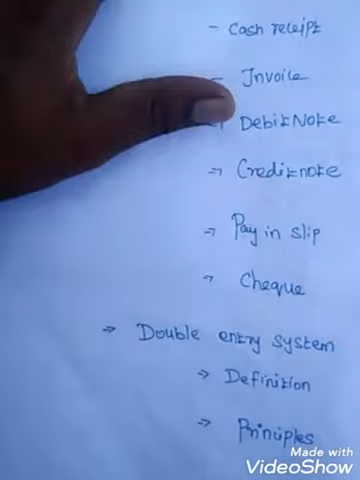 - Cash receipt
- Invoice
Debit Note
→ Credit note
→ Pay in slip
→ Cheque
⇒ Double entry system
→ Definition
→ Principles
Made with
VideoShow